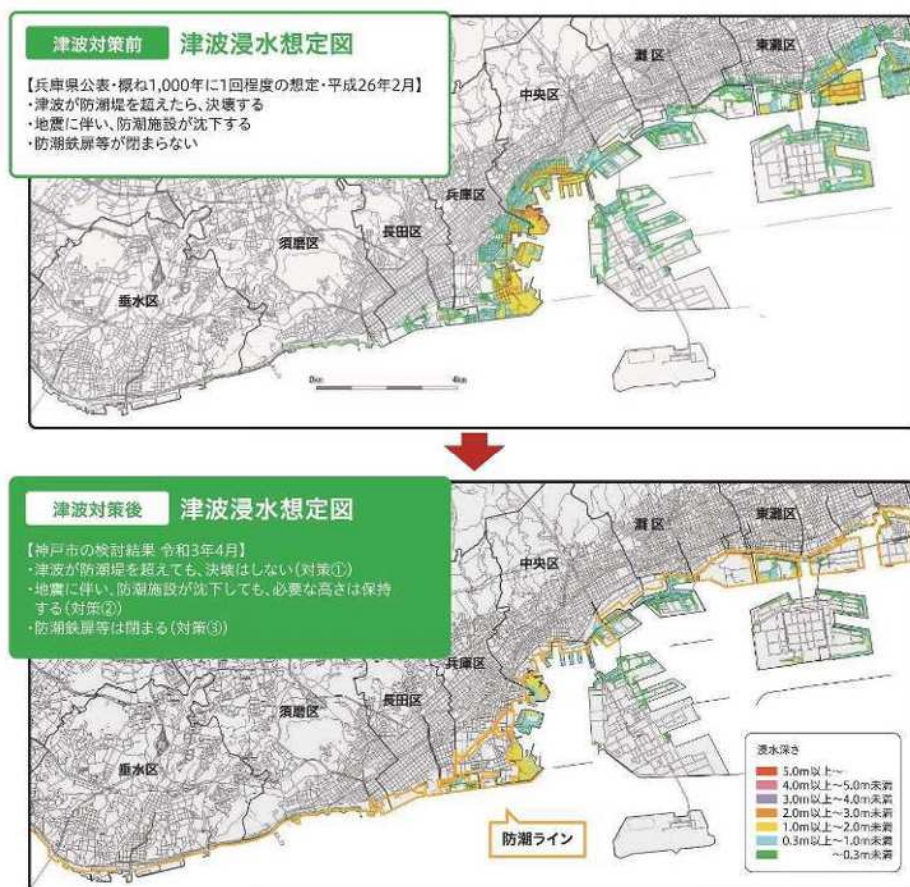 津波対策前 津波浸水想定図
【兵庫県公表・概ね1,000年に1回程度の想定・平成26年2月】
・津波が防潮堤を超えたら、決壊する
・地震に伴い、防潮施設が沈下する
・防潮鉄扉等が閉まらない
東灘区
灘区
中央区
兵庫区
長田区
須磨区
垂水区
0km 4km
津波対策後 津波浸水想定図
【神戸市の検討結果 令和3年4月】
・津波が防潮堤を超えても、決壊はしない(対策①)
・地震に伴い、防潮施設が沈下しても、必要な高さは保持
する(対策②)
・防潮鉄扉等は閉まる(対策③)
東灘区
灘区
中央区
兵庫区
長田区
須磨区
垂水区
防潮ライン
浸水深さ
5.0m以上〜
4.0m以上〜5.0m未満
3.0m以上〜4.0m未満
2.0m以上〜3.0m未満
1.0m以上〜2.0m未満
0.3m以上〜1.0m未満
〜0.3m未満